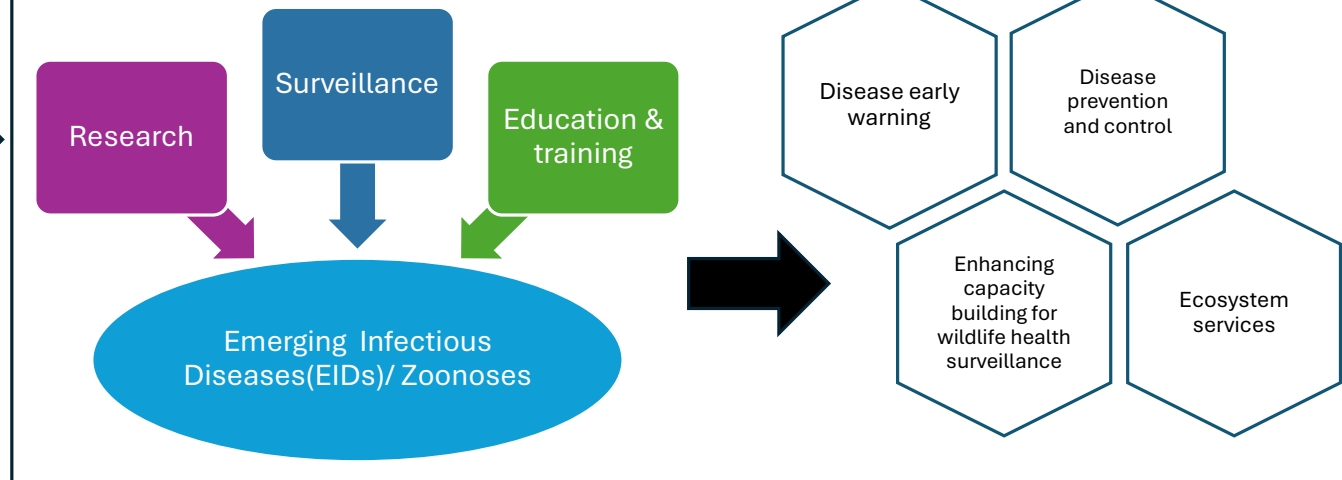 Research
Surveillance
Education &
training
Emerging  Infectious
Diseases(EIDs)/ Zoonoses
Disease early
warning
Disease
prevention
and control
Enhancing
capacity
building for
wildlife health
surveillance
Ecosystem
services